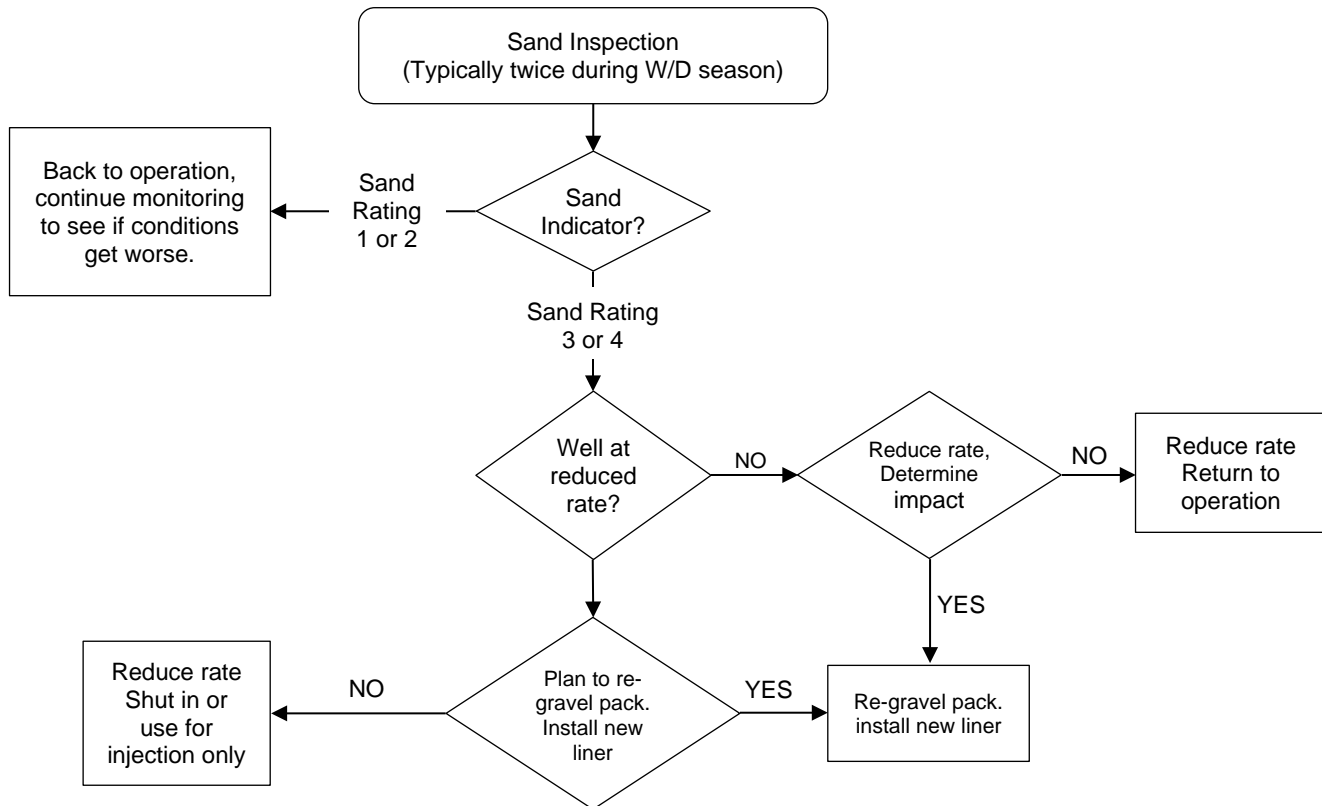 Sand Inspection
(Typically twice during W/D season)
Back to operation,
continue monitoring
to see if conditions
get worse.
Sand
Rating
1 or 2
Sand
Indicator?
Sand Rating
3 or 4
Well at
reduced
rate?
NO
Reduce rate,
Determine
impact
NO
Reduce rate
Return to
operation
YES
Reduce rate
Shut in or
use for
injection only
NO
Plan to re-
gravel pack.
Install new
liner
YES
Re-gravel pack.
install new liner